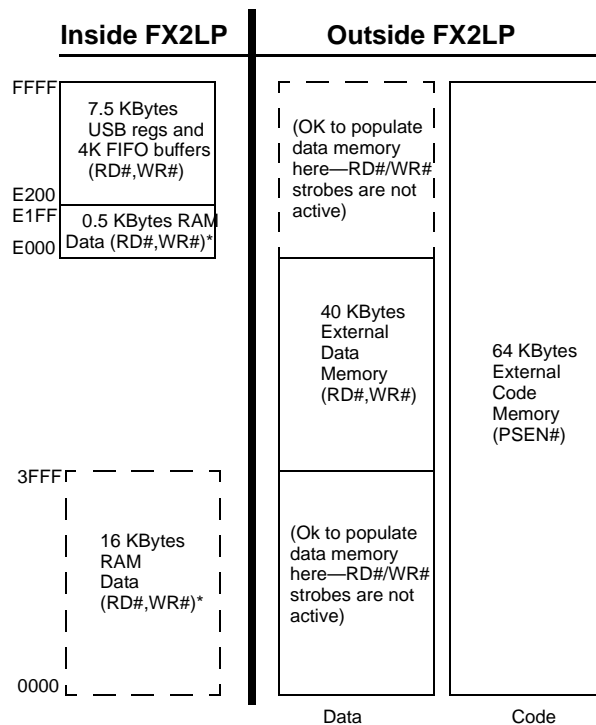 Inside FX2LP
Outside FX2LP
FFFF
7.5 KBytes
USB regs and
4K FIFO buffers
(RD#,WR#)
E200
E1FF
0.5 KBytes RAM
Data (RD#,WR#)*
E000
(OK to populate
data memory
here—RD#/WR#
strobes are not
active)
40 KBytes
External
Data
Memory
(RD#,WR#)
64 KBytes
External
Code
Memory
(PSEN#)
3FFF
16 KBytes
RAM
Data
(RD#,WR#)*
(Ok to populate
data memory
here—RD#/WR#
strobes are not
active)
0000
Data
Code